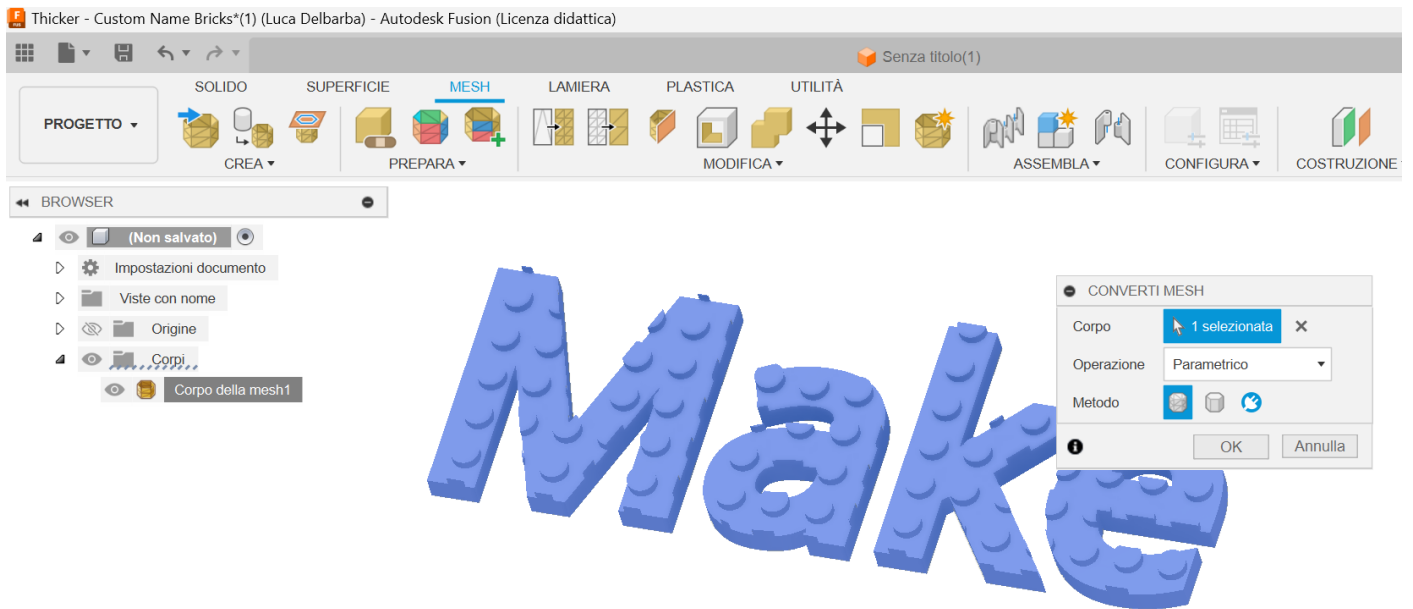 Thicker - Custom Name Bricks*(1) (Luca Delbarba) - Autodesk Fusion (Licenza didattica)
Senza titolo(1)
SOLIDO SUPERFICIE MESH LAMIERA PLASTICA UTILITÀ
PROGETTO
CREA PREPARA MODIFICA ASSEMBLA CONFIGURA COSTRUZIONE
BROWSER
(Non salvato)
Impostazioni documento
Viste con nome
Origine
Corpi
Corpo della mesh1
Make
CONVERTI MESH
Corpo 1 selezionata
Operazione Parametrico
Metodo
OK Annulla